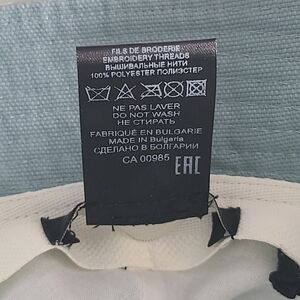 FILS DE BRODERIE
EMBROIDERY THREADS
ВЫШИВАЛЬНЫЕ НИТИ
100% POLYESTER ПОЛИЭСТЕР
NE PAS LAVER
DO NOT WASH
НЕ СТИРАТЬ
FABRIQUÉ EN BULGARIE
MADE IN Bulgaria
СДЕЛАНО В БОЛГАРИИ
CA 00985
EAC